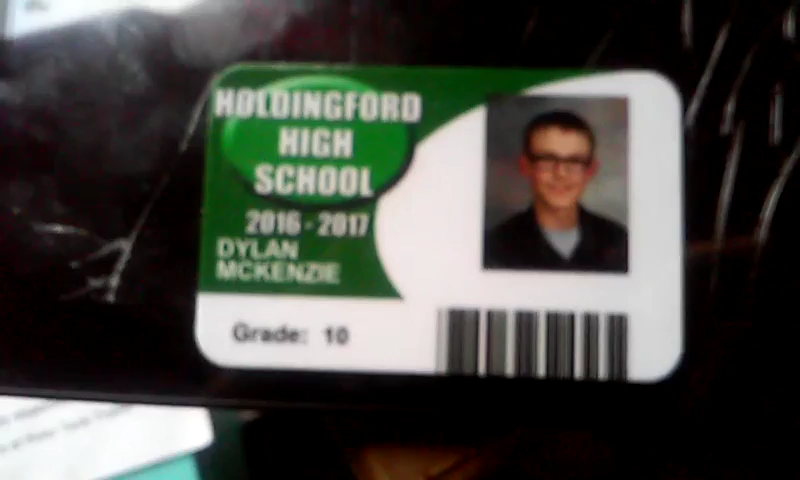 HOLDINGFORD
HIGH
SCHOOL
2016 - 2017
DYLAN
MCKENZIE
Grade: 10